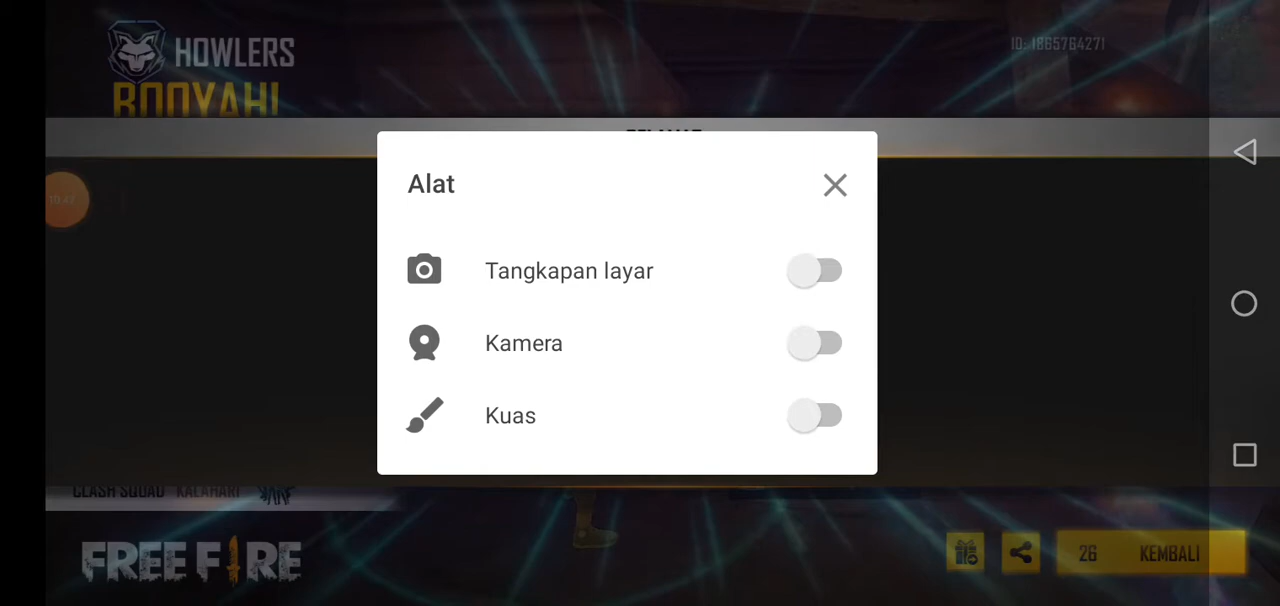 HOWLERS
BOOYAH!
ID: 1865764271
Alat
Tangkapan layar
Kamera
Kuas
CLASH SQUAD KALAHARI
FREE FIRE
26 KEMBALI